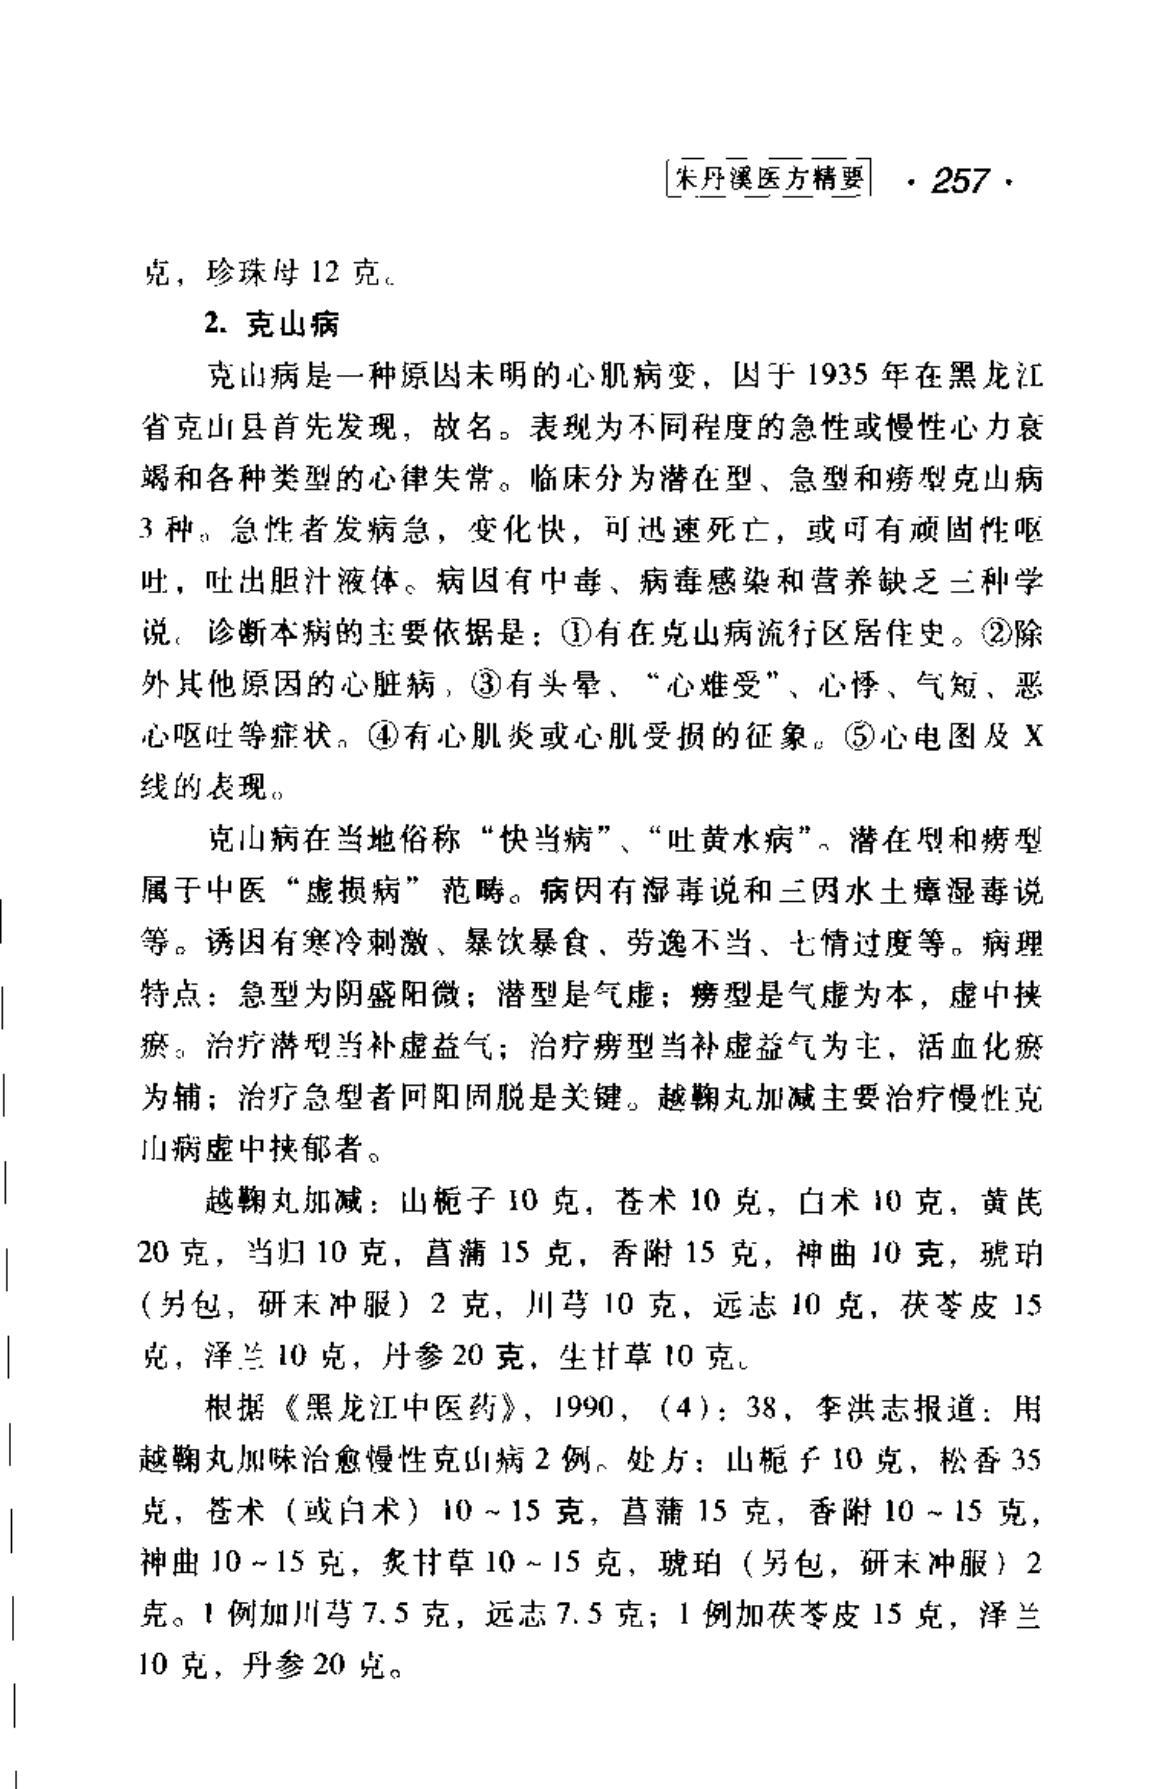 朱丹溪医方精要 · 257 ·
克，珍珠母 12 克。
2. 克山病
克山病是一种原因未明的心肌病变，因于 1935 年在黑龙江
省克山县首先发现，故名。表现为不同程度的急性或慢性心力衰
竭和各种类型的心律失常。临床分为潜在型、急型和痨型克山病
3 种。急性者发病急，变化快，可迅速死亡，或可有顽固性呕
吐，吐出胆汁液体。病因有中毒、病毒感染和营养缺乏三种学
说。诊断本病的主要依据是：①有在克山病流行区居住史。②除
外其他原因的心脏病，③有头晕、“心难受”、心悸、气短、恶
心呕吐等症状。④有心肌炎或心肌受损的征象。⑤心电图及 X
线的表现。
克山病在当地俗称“快当病”、“吐黄水病”。潜在型和痨型
属于中医“虚损病”范畴。病因有湿毒说和三因水土瘴湿毒说
等。诱因有寒冷刺激、暴饮暴食、劳逸不当、七情过度等。病理
特点：急型为阴盛阳微；潜型是气虚；痨型是气虚为本，虚中挟
瘀。治疗潜型当补虚益气；治疗痨型当补虚益气为主，活血化瘀
为辅；治疗急型者回阳固脱是关键。越鞠丸加减主要治疗慢性克
山病虚中挟郁者。
越鞠丸加减：山栀子 10 克，苍术 10 克，白术 10 克，黄芪
20 克，当归 10 克，菖蒲 15 克，香附 15 克，神曲 10 克，琥珀
（另包，研末冲服）2 克，川芎 10 克，远志 10 克，茯苓皮 15
克，泽兰 10 克，丹参 20 克，生甘草 10 克。
根据《黑龙江中医药》，1990，（4）：38，李洪志报道：用
越鞠丸加味治愈慢性克山病 2 例。处方：山栀子 10 克，松香 35
克，苍术（或白术）10 ~ 15 克，菖蒲 15 克，香附 10 ~ 15 克，
神曲 10 ~ 15 克，炙甘草 10 ~ 15 克，琥珀（另包，研末冲服）2
克。1 例加川芎 7.5 克，远志 7.5 克；1 例加茯苓皮 15 克，泽兰
10 克，丹参 20 克。